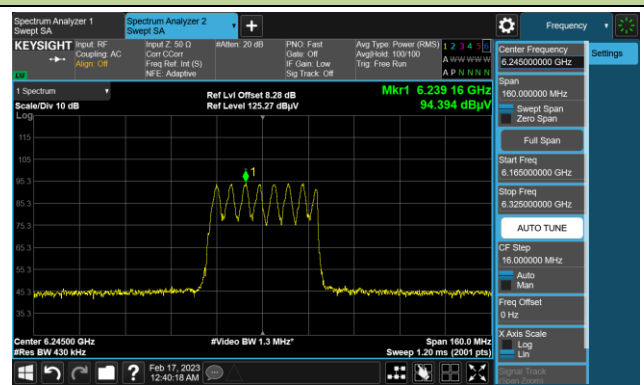 Spectrum Analyzer 1
Swept SA
Spectrum Analyzer 2
Swept SA
Frequency
KEYSIGHT
Input: RF
Coupling: AC
Align: Off
Input Z: 50 Ω
Corr CCorr
Freq Ref: Int (S)
NFE: Adaptive
#Atten: 20 dB
PNO: Fast
Gate: Off
IF Gain: Low
Sig Track: Off
Avg Type: Power (RMS)
Avg|Hold: 100/100
Trig: Free Run
1 2 3 4 5 6
A W W W W W
A P N N N N
LVI
1 Spectrum
Scale/Div 10 dB
Log
Ref Lvl Offset 8.28 dB
Ref Level 125.27 dBµV
Mkr1 6.239 16 GHz
94.394 dBµV
115
105
95.3
85.3
75.3
65.3
55.3
45.3
35.3
1
Center 6.24500 GHz
#Res BW 430 kHz
#Video BW 1.3 MHz*
Span 160.0 MHz
Sweep 1.20 ms (2001 pts)
Feb 17, 2023
12:40:18 AM
Center Frequency
6.245000000 GHz
Settings
Span
160.000000 MHz
Swept Span
Zero Span
Full Span
Start Freq
6.165000000 GHz
Stop Freq
6.325000000 GHz
AUTO TUNE
CF Step
16.000000 MHz
Auto
Man
Freq Offset
0 Hz
X Axis Scale
Log
Lin
Signal Track
(Span Zoom)